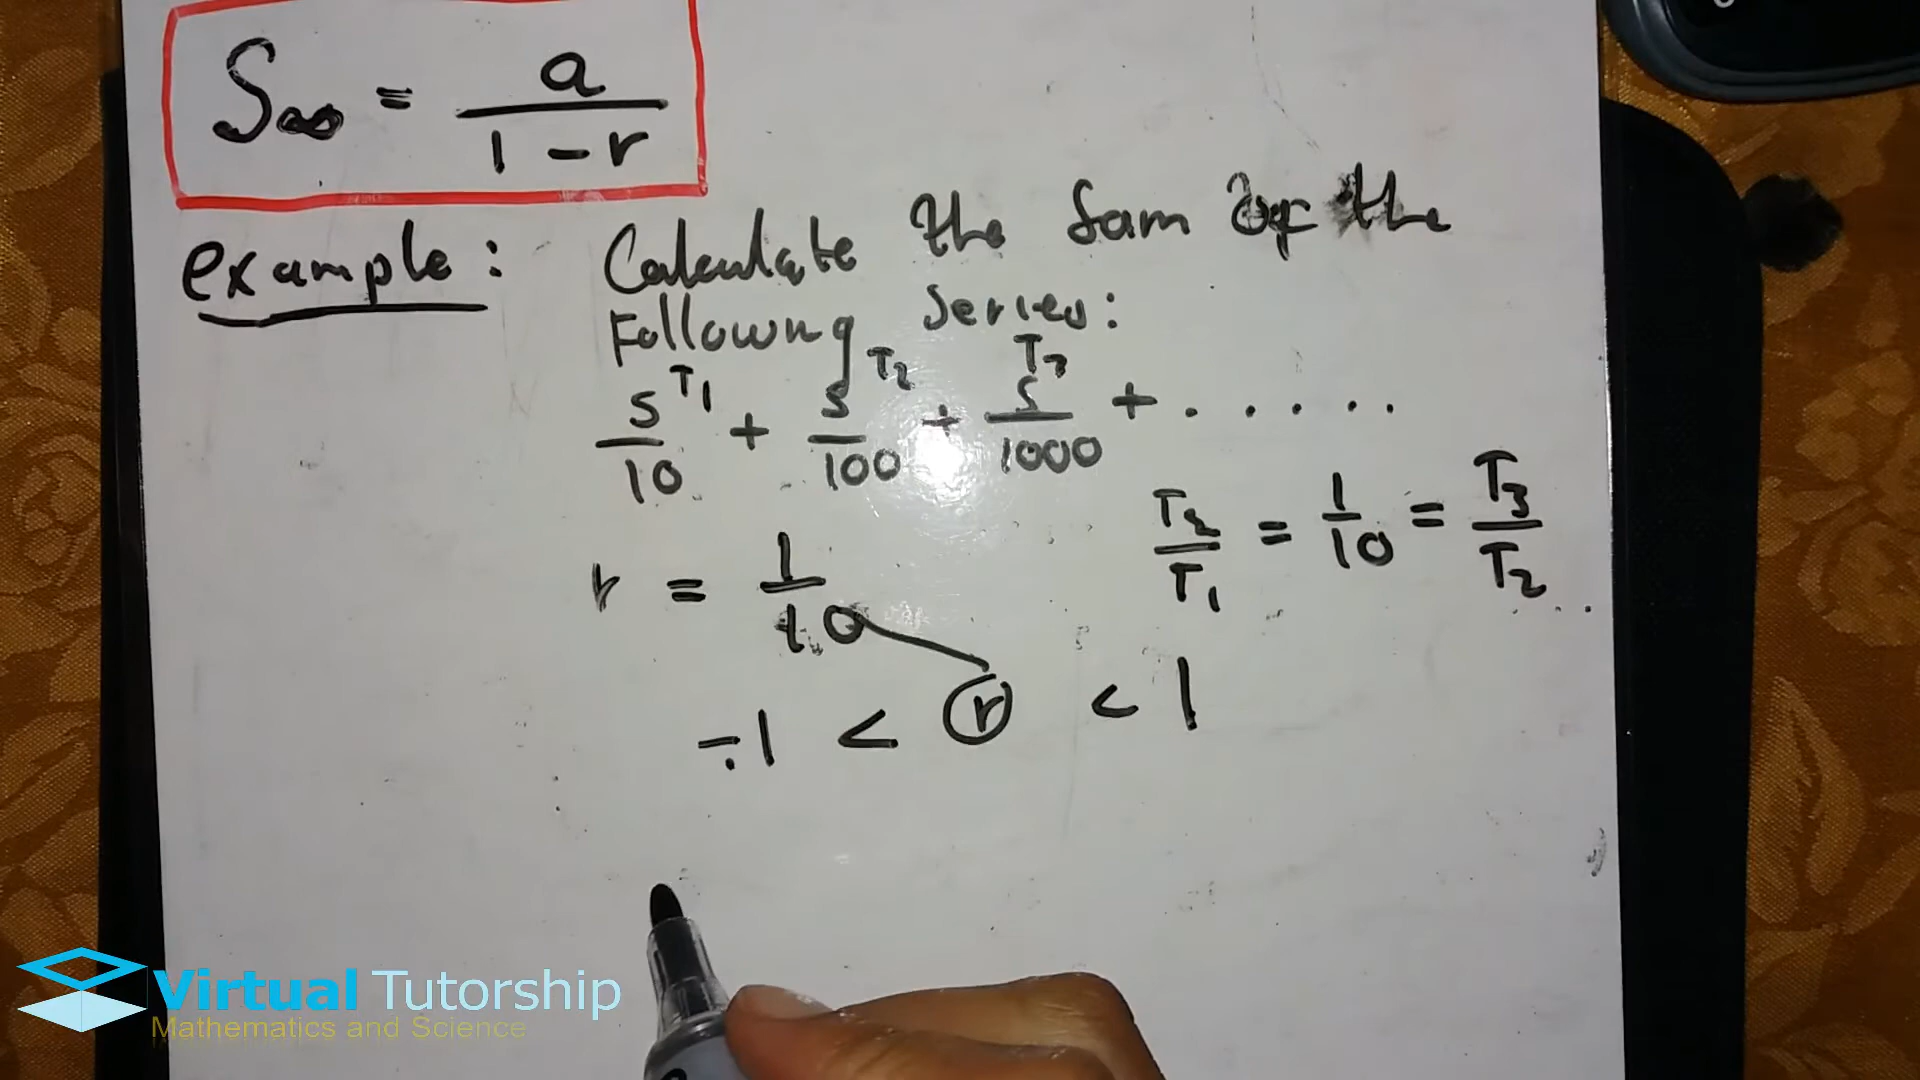 S∞ = a / 1 - r
example: Calculate the Sum of the
Following Series:
T1 T2 T3
5/10 + 5/100 + 5/1000 + . . . . .
T2/T1 = 1/10 = T3/T2
r = 1/10
-1 < r < 1
Virtual Tutorship
Mathematics and Science